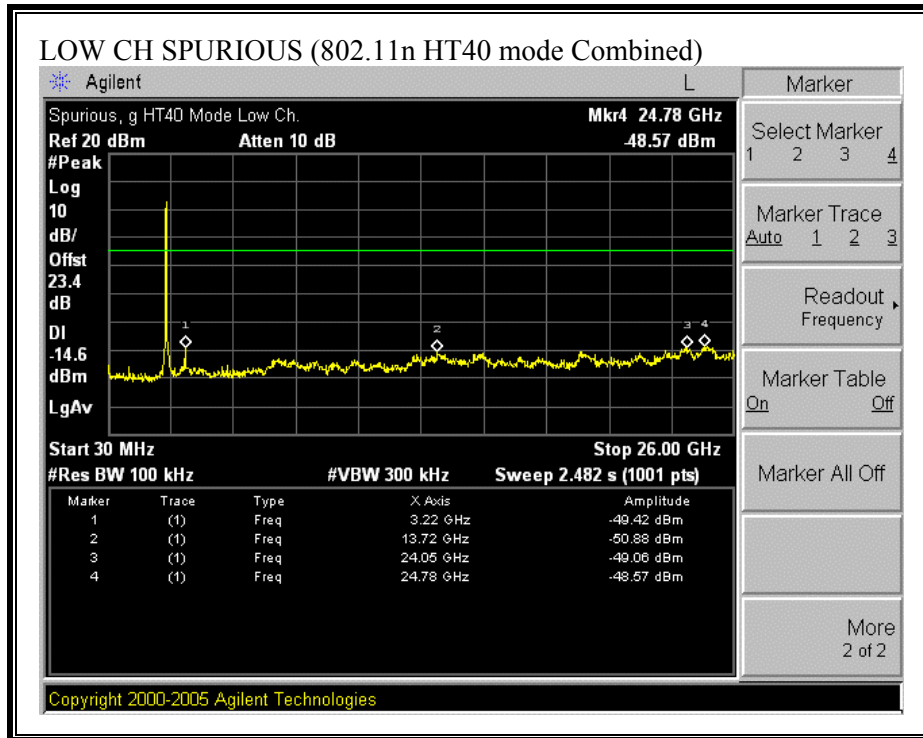 LOW CH SPURIOUS (802.11n HT40 mode Combined)
Agilent L
Spurious, g HT40 Mode Low Ch. Mkr4 24.78 GHz
Ref 20 dBm Atten 10 dB -48.57 dBm
#Peak
Log
10
dB/
Offst
23.4
dB
DI
-14.6
dBm
LgAv
1
2
3 4
Start 30 MHz Stop 26.00 GHz
#Res BW 100 kHz #VBW 300 kHz Sweep 2.482 s (1001 pts)
Marker Trace Type X Axis Amplitude
1 (1) Freq 3.22 GHz -49.42 dBm
2 (1) Freq 13.72 GHz -50.88 dBm
3 (1) Freq 24.05 GHz -49.06 dBm
4 (1) Freq 24.78 GHz -48.57 dBm
Copyright 2000-2005 Agilent Technologies
Marker
Select Marker
1 2 3 4
Marker Trace
Auto 1 2 3
Readout
Frequency
Marker Table
On Off
Marker All Off
More
2 of 2